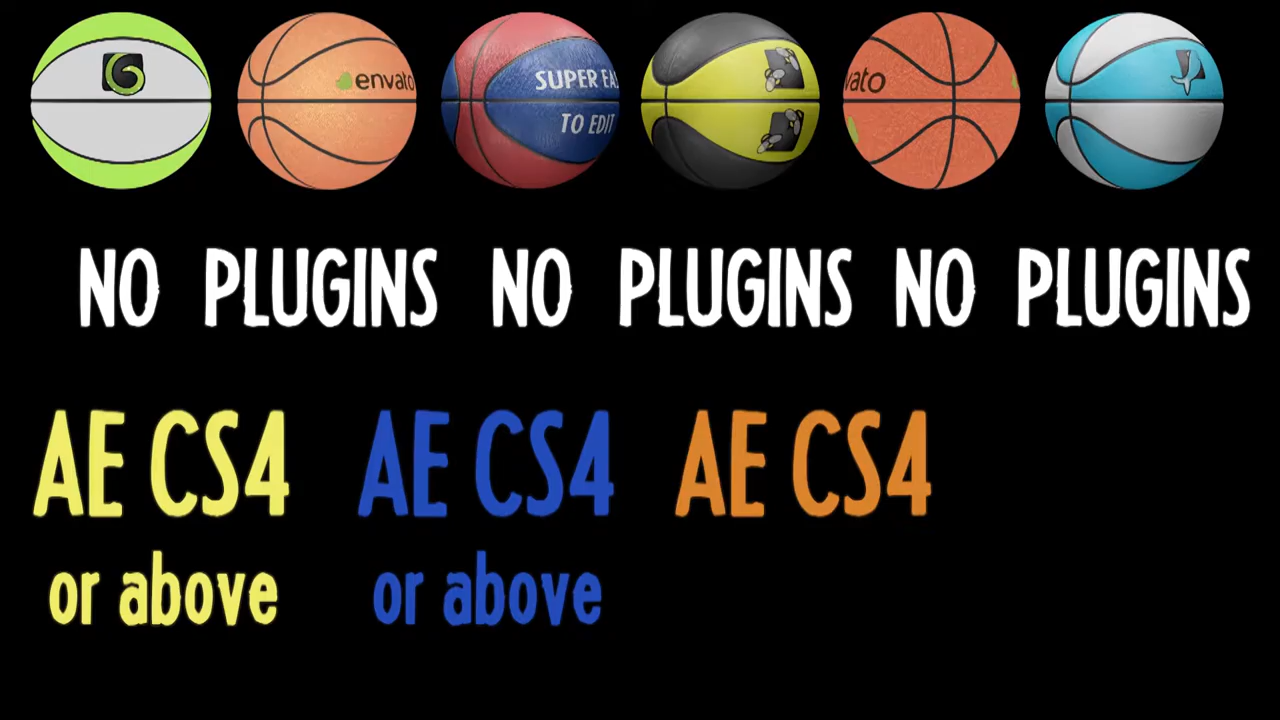 envato
SUPER EA
TO EDIT
vato
NO PLUGINS NO PLUGINS NO PLUGINS
AE CS4 AE CS4 AE CS4
or above or above